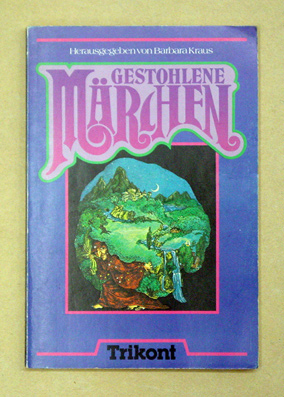 Herausgegeben von Barbara Kraus
GESTOHLENE
MÄRCHEN
Trikont